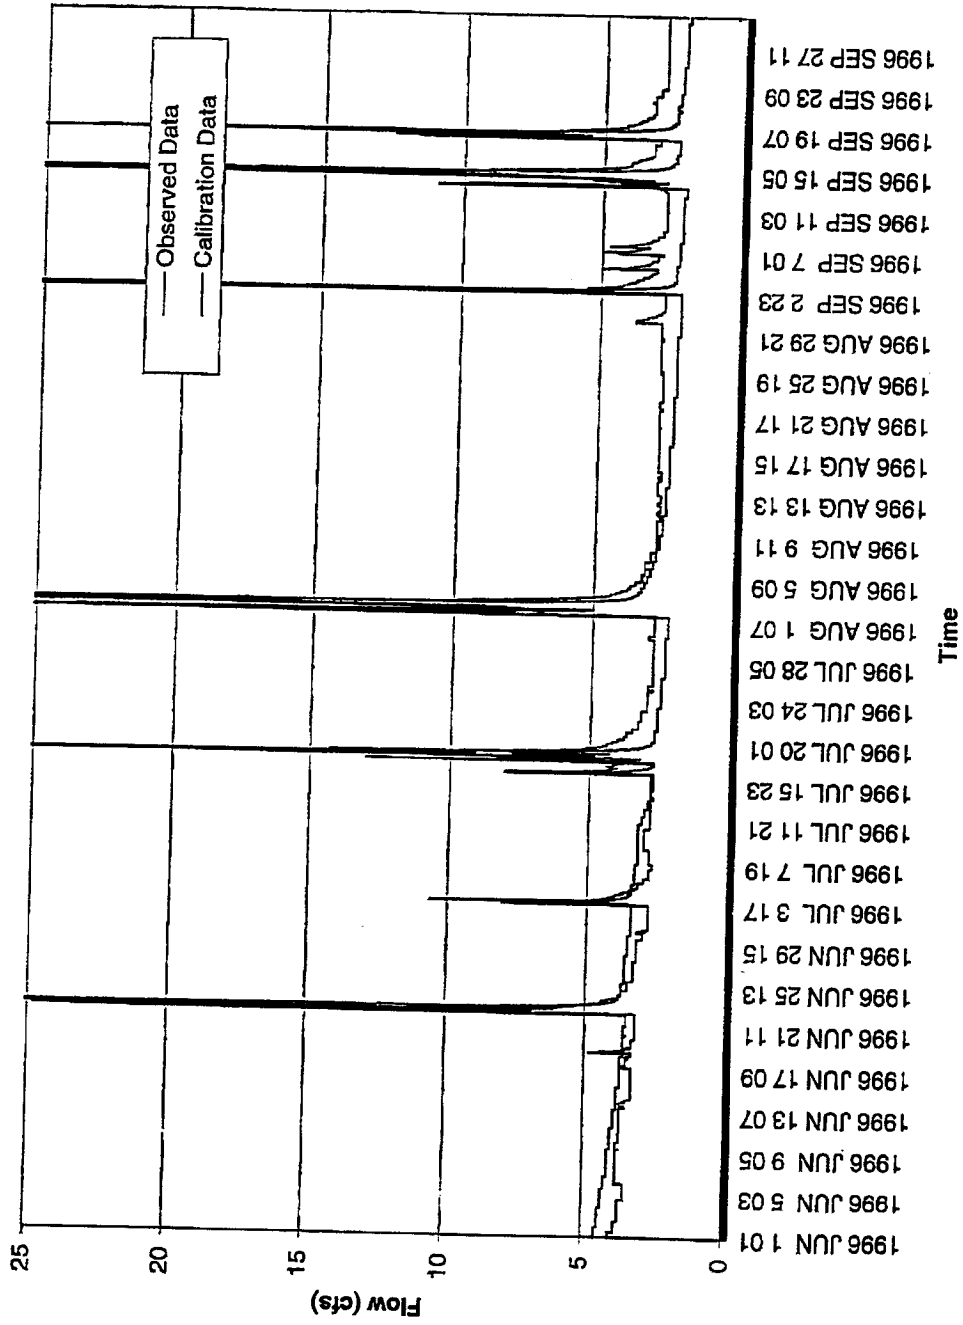 Observed Data
Calibration Data
25
20
15
10
5
0
Flow (cfs)
1996 JUN 1 01
1996 JUN 5 03
1996 JUN 9 05
1996 JUN 13 07
1996 JUN 17 09
1996 JUN 21 11
1996 JUN 25 13
1996 JUN 29 15
1996 JUL 3 17
1996 JUL 7 19
1996 JUL 11 21
1996 JUL 15 23
1996 JUL 20 01
1996 JUL 24 03
1996 JUL 28 05
1996 AUG 1 07
1996 AUG 5 09
1996 AUG 9 11
1996 AUG 13 13
1996 AUG 17 15
1996 AUG 21 17
1996 AUG 25 19
1996 AUG 29 21
1996 SEP 2 23
1996 SEP 7 01
1996 SEP 11 03
1996 SEP 15 05
1996 SEP 19 07
1996 SEP 23 09
1996 SEP 27 11
Time